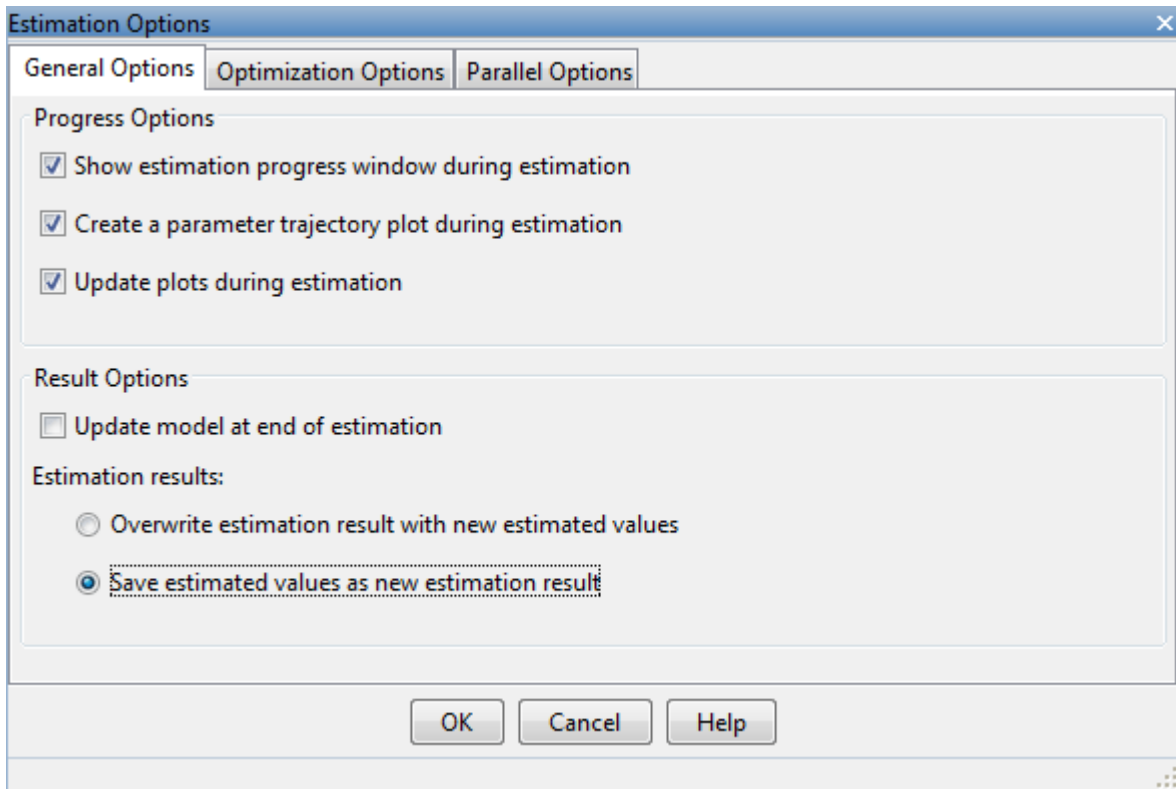 Estimation Options
General Options Optimization Options Parallel Options
Progress Options
Show estimation progress window during estimation
Create a parameter trajectory plot during estimation
Update plots during estimation
Result Options
Update model at end of estimation
Estimation results:
Overwrite estimation result with new estimated values
Save estimated values as new estimation result
OK Cancel Help